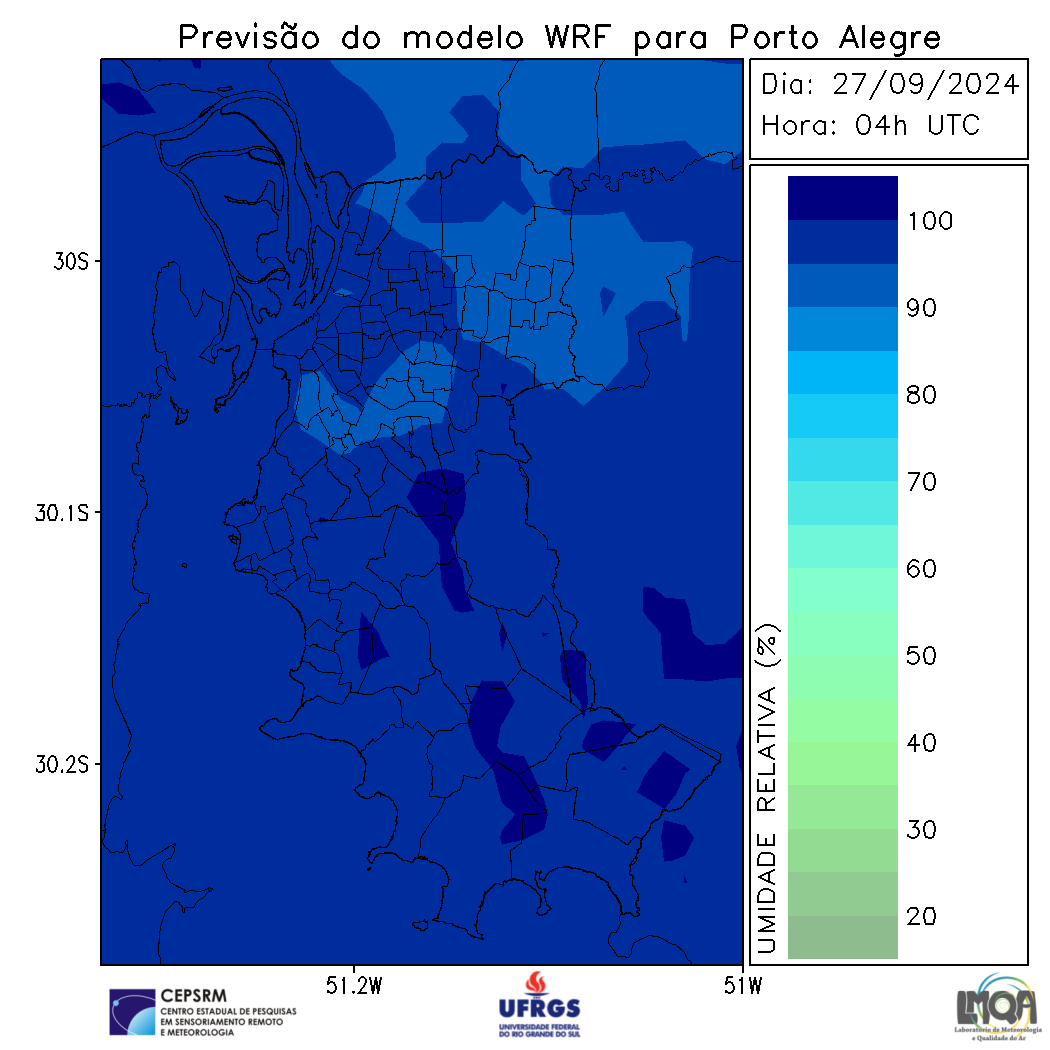 Previsão do modelo WRF para Porto Alegre
Dia: 27/09/2024
Hora: 04h UTC
30S
30.1S
30.2S
51.2W
51W
UMIDADE RELATIVA (%)
100
90
80
70
60
50
40
30
20
CEPSRM
CENTRO ESTADUAL DE PESQUISAS
EM SENSORIAMENTO REMOTO
E METEOROLOGIA
UFRGS
UNIVERSIDADE FEDERAL
DO RIO GRANDE DO SUL
LMQA
Laboratório de Meteorologia
e Qualidade do Ar